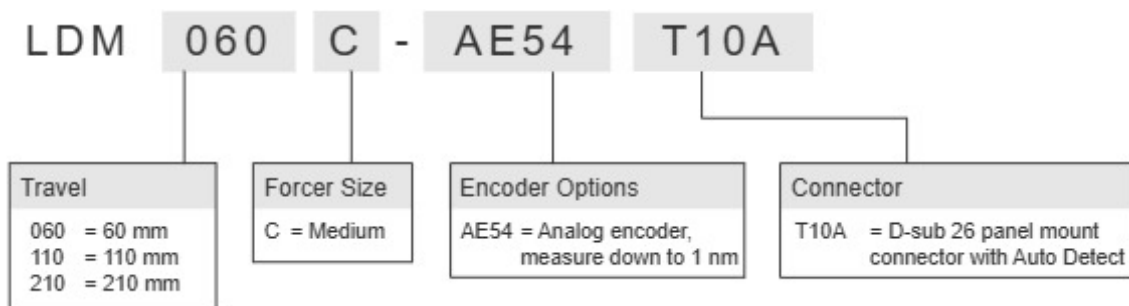 LDM 060 C - AE54 T10A
Travel
060 = 60 mm
110 = 110 mm
210 = 210 mm
Forcer Size
C = Medium
Encoder Options
AE54 = Analog encoder,
measure down to 1 nm
Connector
T10A = D-sub 26 panel mount
connector with Auto Detect